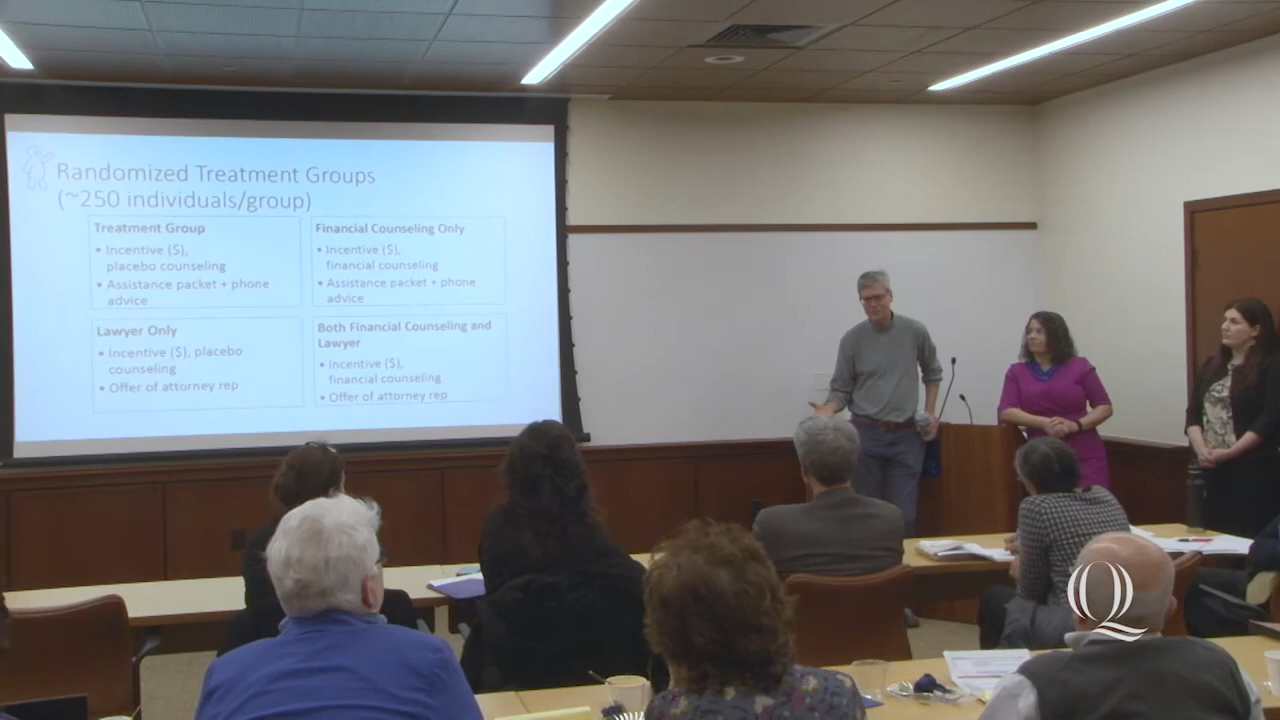 Randomized Treatment Groups
(~250 individuals/group)
Treatment Group
• Incentive ($),
placebo counseling
• Assistance packet + phone
advice
Financial Counseling Only
• Incentive ($),
financial counseling
• Assistance packet + phone
advice
Lawyer Only
• Incentive ($), placebo
counseling
• Offer of attorney rep
Both Financial Counseling and
Lawyer
• Incentive ($),
financial counseling
• Offer of attorney rep
Q